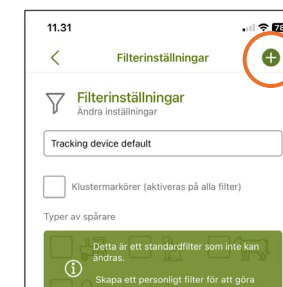 11.31
78
Filterinställningar
Filterinställningar
Ändra inställningar
Tracking device default
Klustermarkörer (aktiveras på alla filter)
Typer av spårare
Detta är ett standardfilter som inte kan
ändras.
Skapa ett personligt filter för att göra